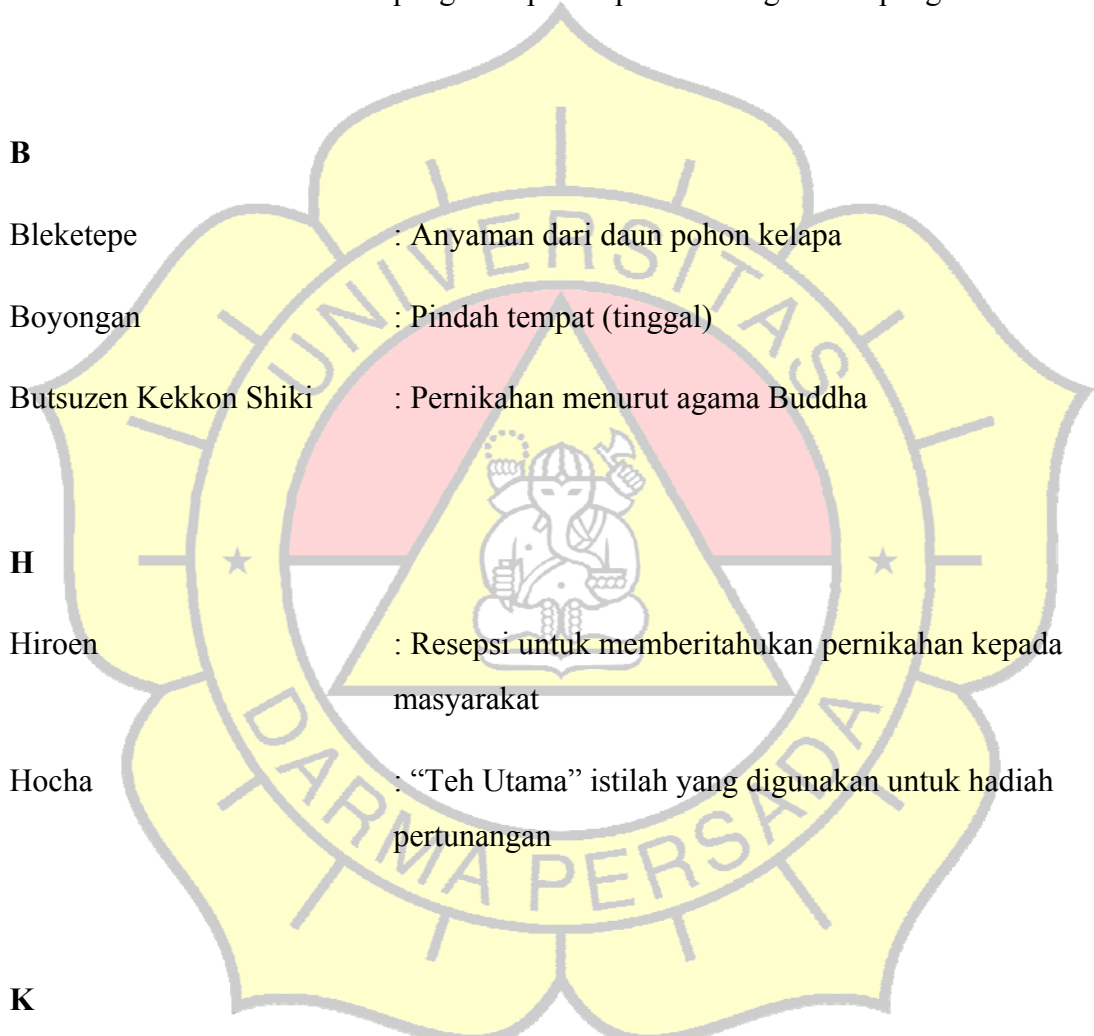 B
Bleketepe : Anyaman dari daun pohon kelapa
Boyongan : Pindah tempat (tinggal)
Butsuzen Kekkon Shiki : Pernikahan menurut agama Buddha
H
Hiroen : Resepsi untuk memberitahukan pernikahan kepada
masyarakat
Hocha : “Teh Utama” istilah yang digunakan untuk hadiah
pertunangan
K
UNIVERSITAS
DARMA PERSADA